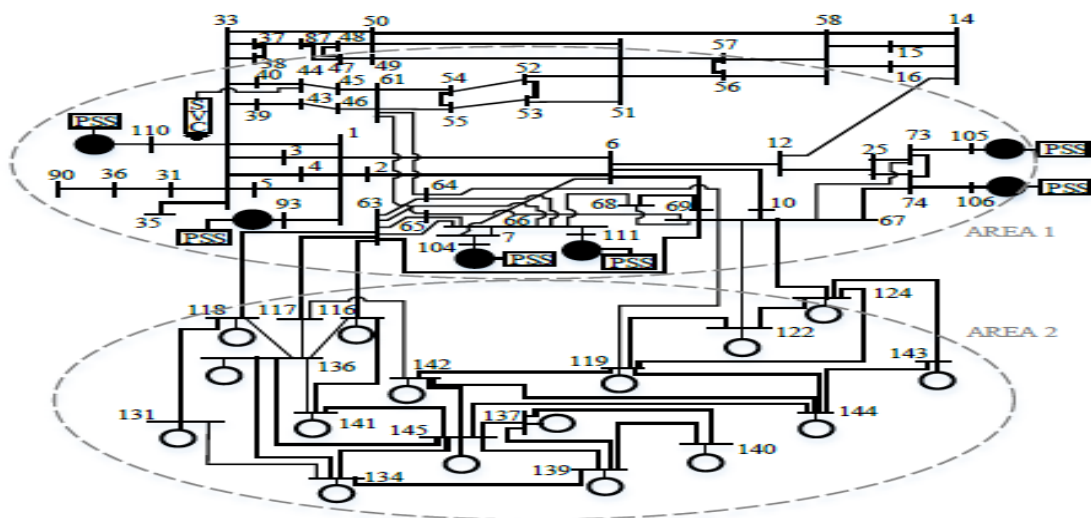 33 50 58 14
37 87 48 57 15
38 47 49 16
40 44 45 61 54 52 56
39 43 46 55 53 51
SVC
PSS 110 1 6 12 73 105 PSS
3 25
90 36 31 5 4 2 64 74 106 PSS
35 93 63 65 66 68 69 10 67
PSS 104 7 111 AREA 1
PSS PSS
118 117 116 124
122 AREA 2
136 142 119 143
131 141 145 137 144
140
134 139